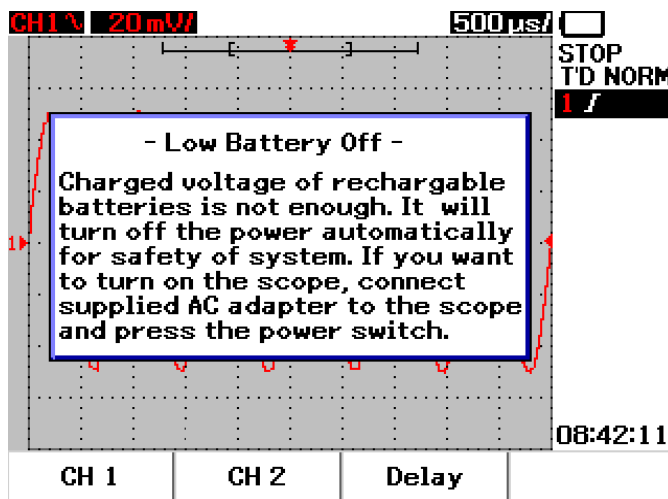 CH1 20 mV/ 500 µs/
STOP
T'D NORM
1
- Low Battery Off -
Charged voltage of rechargable
batteries is not enough. It will
turn off the power automatically
for safety of system. If you want
to turn on the scope, connect
supplied AC adapter to the scope
and press the power switch.
1
08:42:11
CH 1 CH 2 Delay